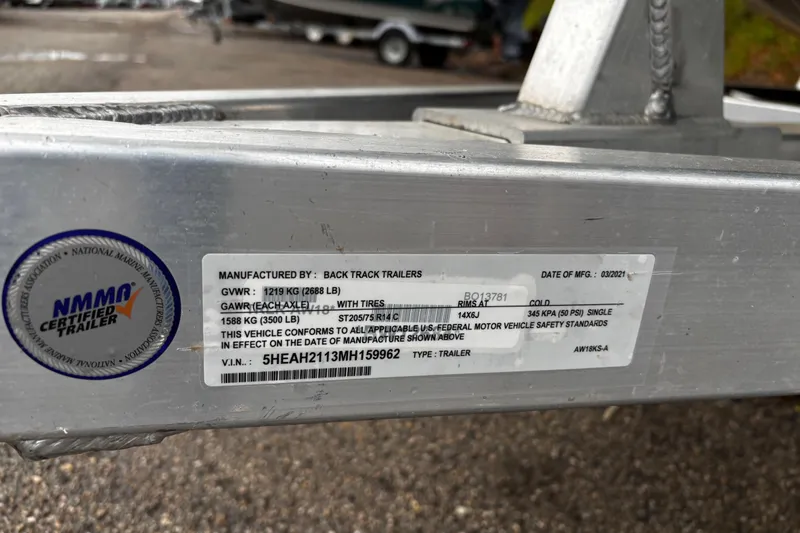 NATIONAL MARINE MANUFACTURERS ASSOCIATION
NMMA
CERTIFIED
TRAILER
MANUFACTURED BY : BACK TRACK TRAILERS DATE OF MFG. : 03/2021
GVWR : 1219 KG (2688 LB) BO13781
GAWR (EACH AXLE) WITH TIRES RIMS AT COLD
1588 KG (3500 LB) ST205/75 R14 C 14X6J 345 KPA (50 PSI) SINGLE
THIS VEHICLE CONFORMS TO ALL APPLICABLE U.S. FEDERAL MOTOR VEHICLE SAFETY STANDARDS
IN EFFECT ON THE DATE OF MANUFACTURE SHOWN ABOVE
V.I.N.. : 5HEAH2113MH159962 TYPE : TRAILER AW18KS-A